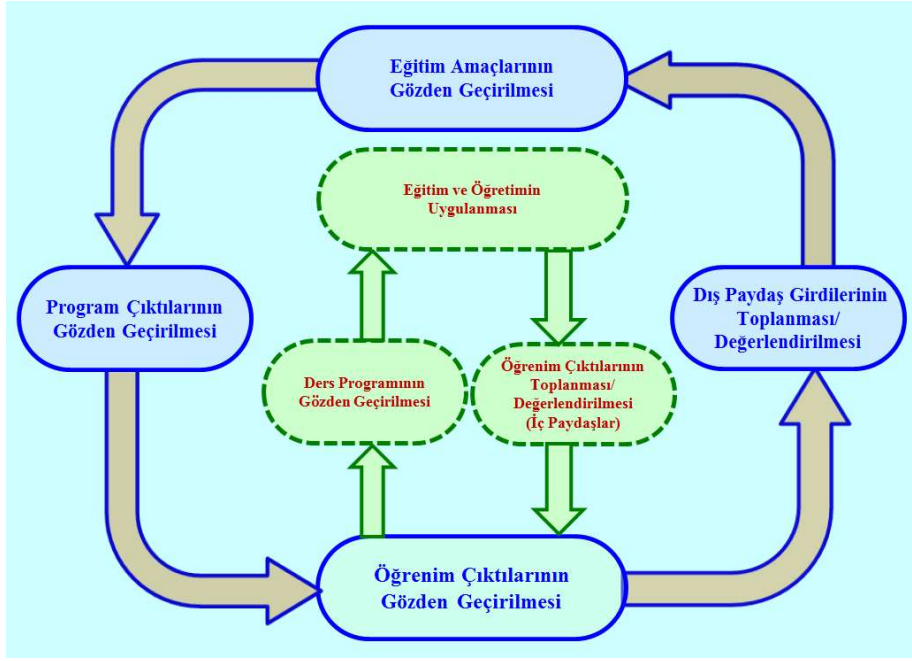 Eğitim Amaçlarının
Gözden Geçirilmesi
Eğitim ve Öğretimin
Uygulanması
Program Çıktılarının
Gözden Geçirilmesi
Dış Paydaş Girdilerinin
Toplanması/
Değerlendirilmesi
Ders Programının
Gözden Geçirilmesi
Öğrenim Çıktılarının
Toplanması/
Değerlendirilmesi
(İç Paydaşlar)
Öğrenim Çıktılarının
Gözden Geçirilmesi